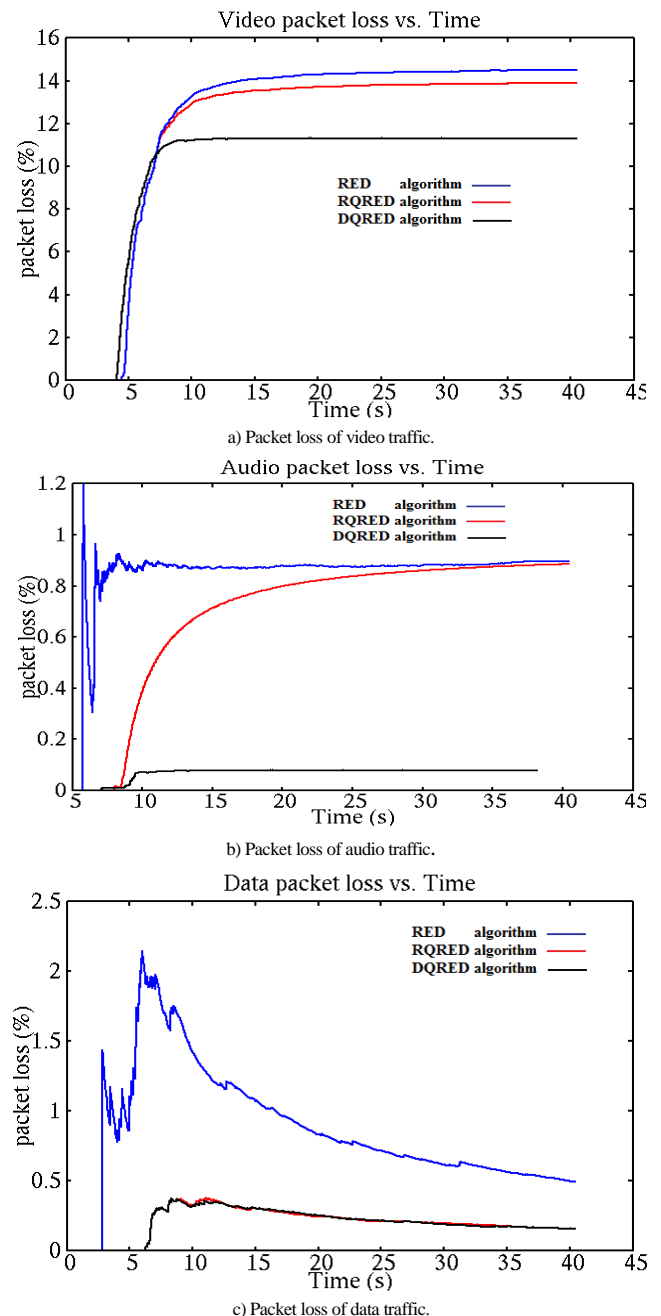 Video packet loss vs. Time
16
14
12
10
8
6
4
2
0
packet loss (%)
RED algorithm
RQRED algorithm
DQRED algorithm
0 5 10 15 20 25 30 35 40 45
Time (s)
a) Packet loss of video traffic.
Audio packet loss vs. Time
1.2
1
0.8
0.6
0.4
0.2
0
packet loss (%)
RED algorithm
RQRED algorithm
DQRED algorithm
5 10 15 20 25 30 35 40 45
Time (s)
b) Packet loss of audio traffic.
Data packet loss vs. Time
2.5
2
1.5
1
0.5
0
packet loss (%)
RED algorithm
RQRED algorithm
DQRED algorithm
0 5 10 15 20 25 30 35 40 45
Time (s)
c) Packet loss of data traffic.